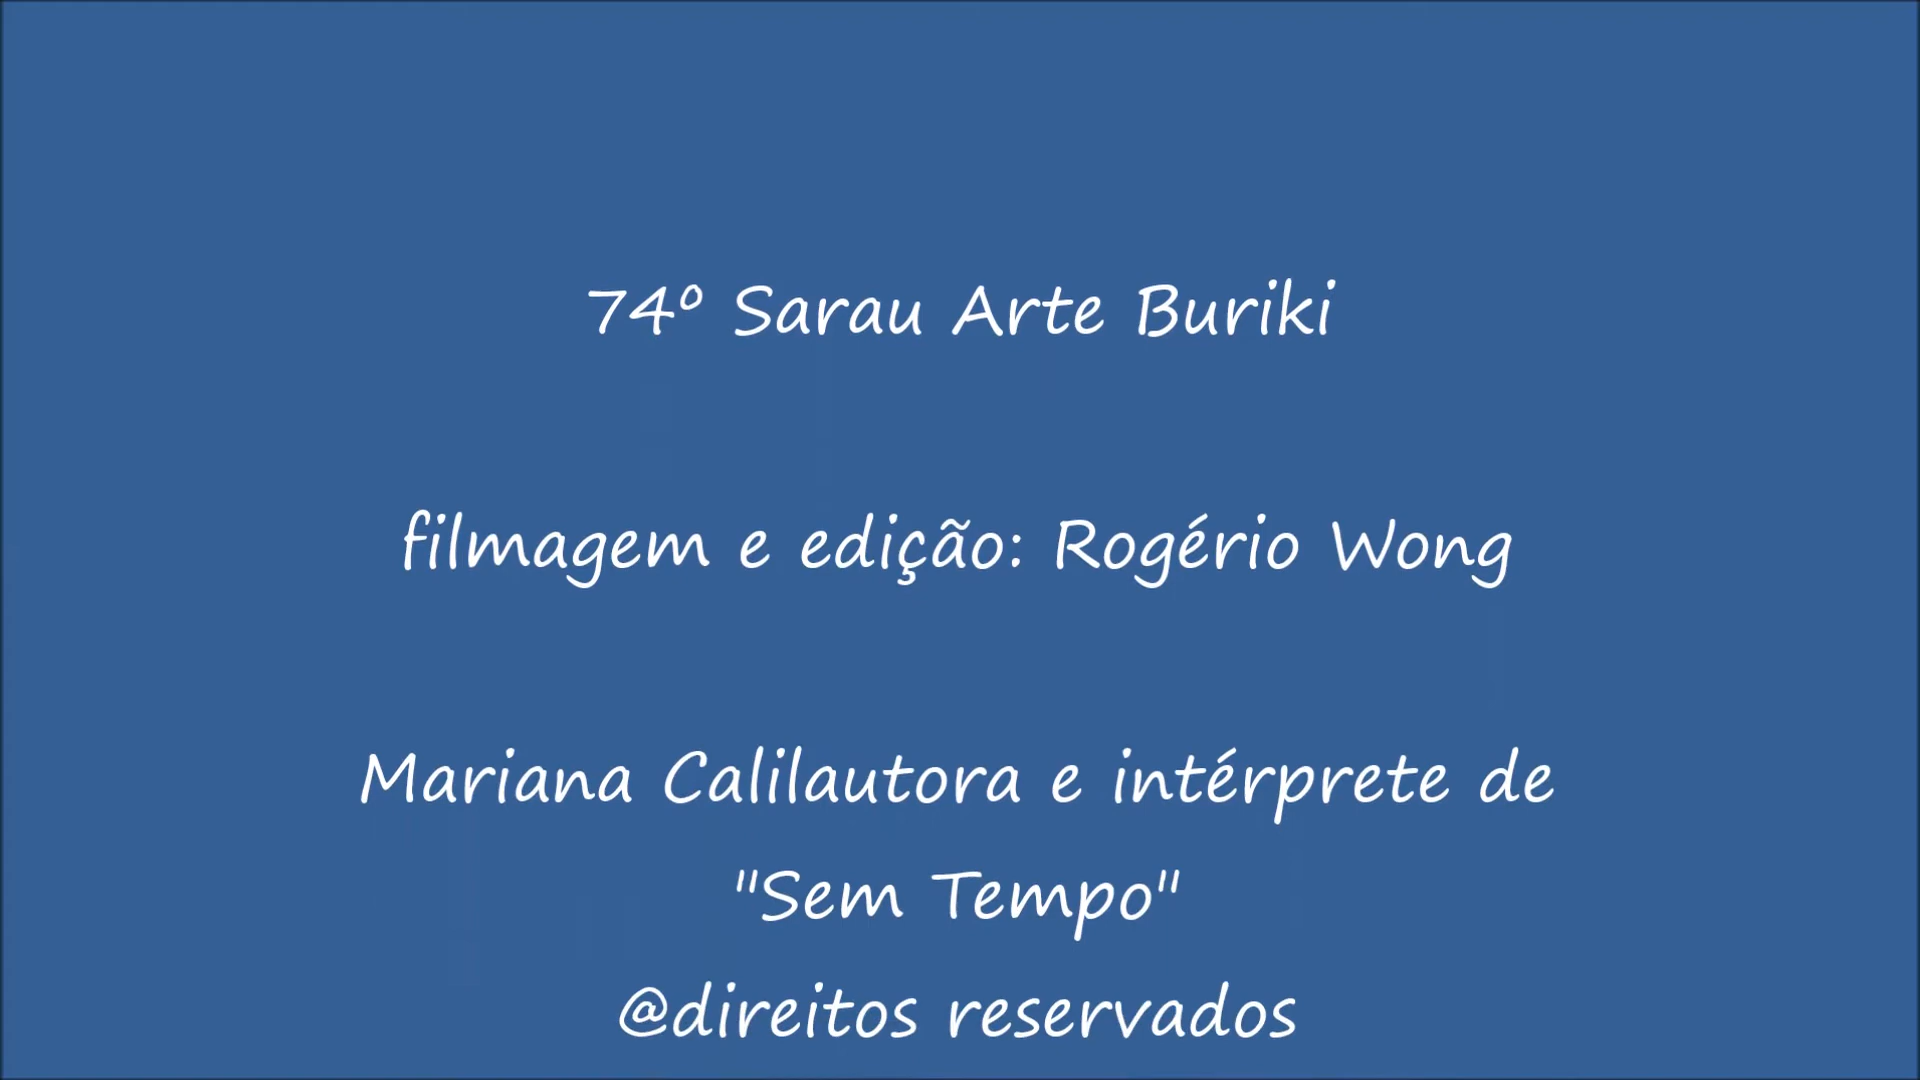 74º Sarau Arte Buriki
filmagem e edição: Rogério Wong
Mariana Calilautora e intérprete de
"Sem Tempo"
@direitos reservados